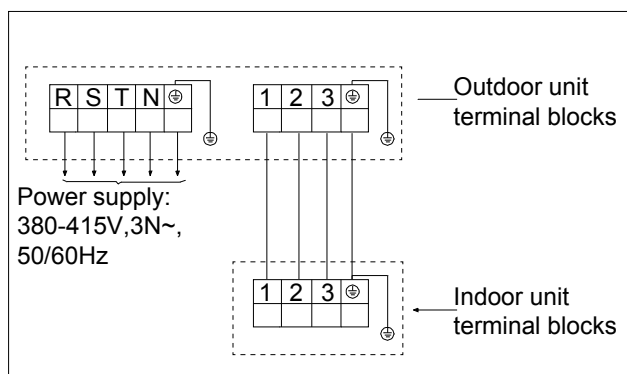 R S T N
1 2 3
Outdoor unit
terminal blocks
Power supply:
380-415V,3N~,
50/60Hz
1 2 3
Indoor unit
terminal blocks